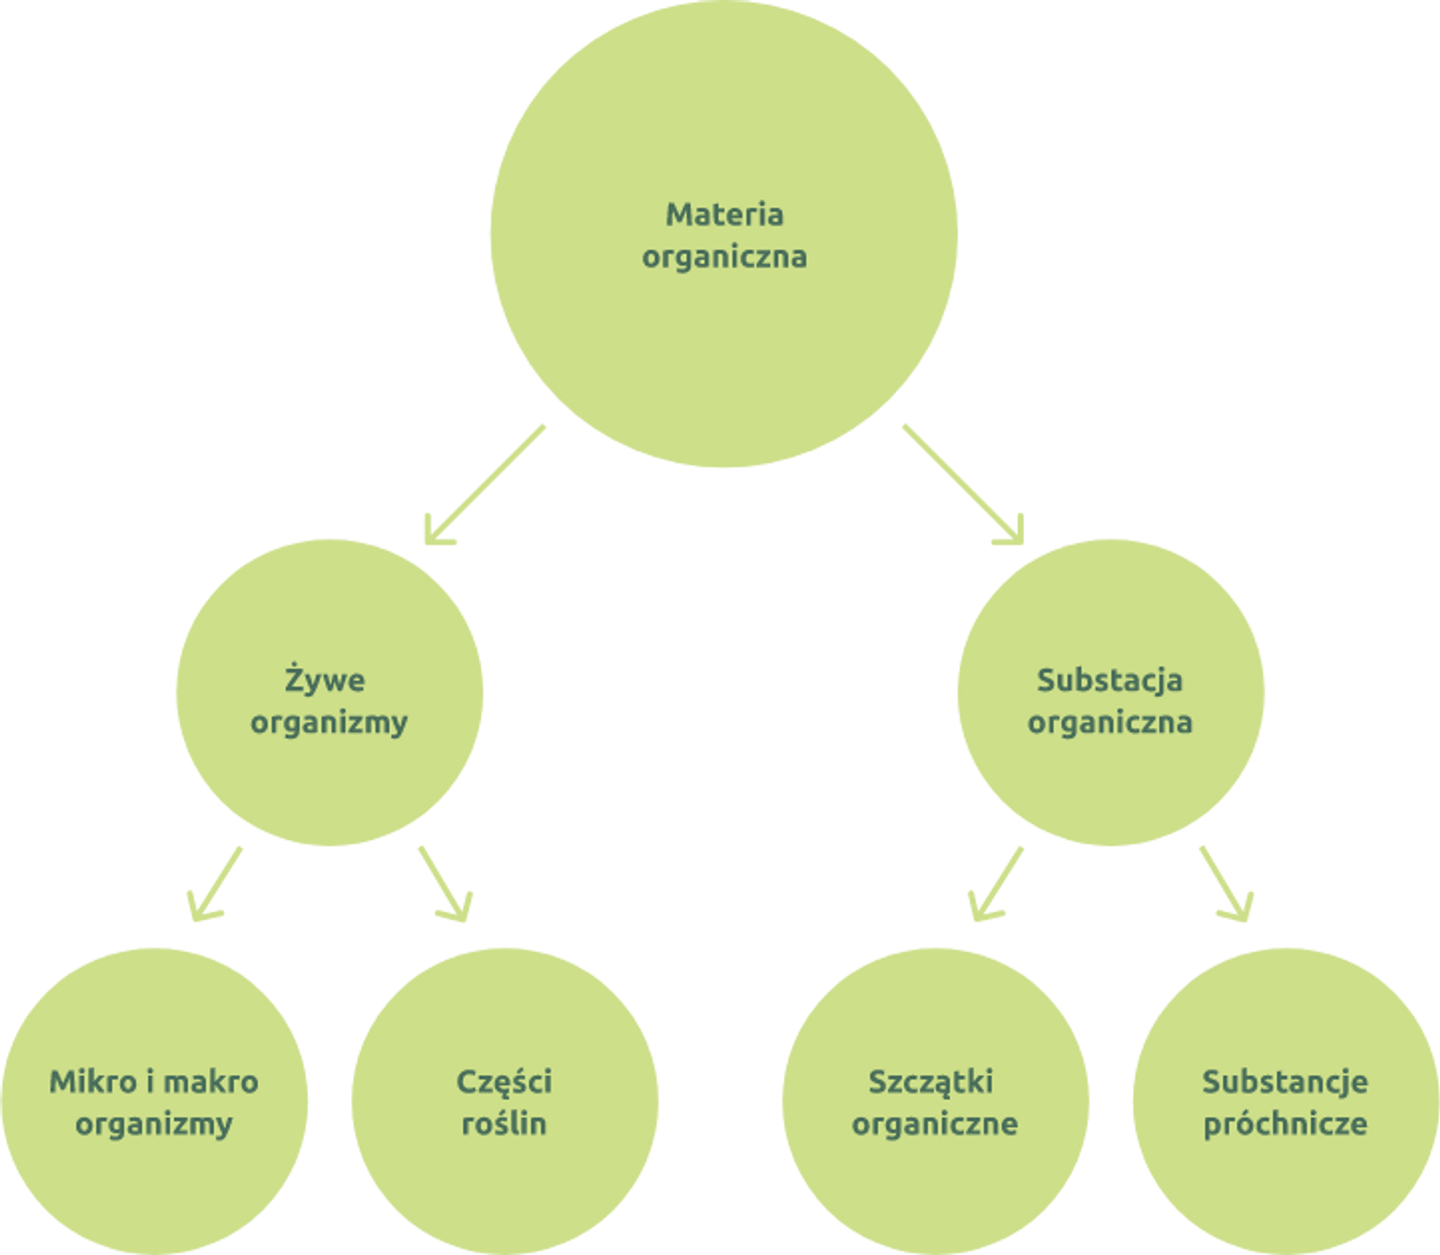 Materia
organiczna
Żywe
organizmy
Substacja
organiczna
Mikro i makro
organizmy
Części
roślin
Szczątki
organiczne
Substancje
próchnicze